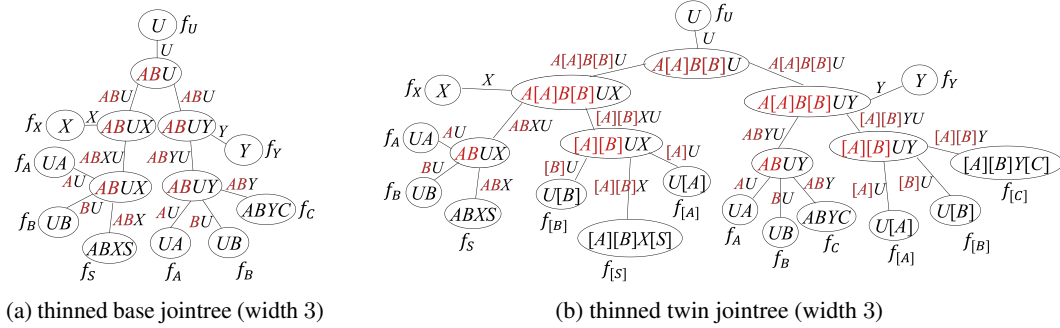 U f_U
U
ABU
ABU ABU
f_X X X ABUX ABUY Y Y f_Y
f_A UA ABXU ABYU
AU ABUX ABUY ABY
f_B UB BU ABX AU BU ABYC f_C
ABXS UA UB f_B
f_S f_A
(a) thinned base jointree (width 3)
U f_U
U
A[A]B[B]U A[A]B[B]U A[A]B[B]U
f_X X X A[A]B[B]UX A[A]B[B]UY Y Y f_Y
f_A UA AU ABXU [A][B]XU ABYU [A][B]YU
ABUX [A][B]UX [A]U ABUY [A][B]UY [A][B]Y
f_B UB BU ABX [B]U [A][B]X AU BU ABY [A]U [B]U [A][B]Y[C]
U[B] U[A] f_[C]
ABXS f_[B] f_[A] UA ABYC U[A] U[B]
f_S [A][B]X[S] f_A UB f_C f_[A] f_[B]
f_[S] f_B
(b) thinned twin jointree (width 3)